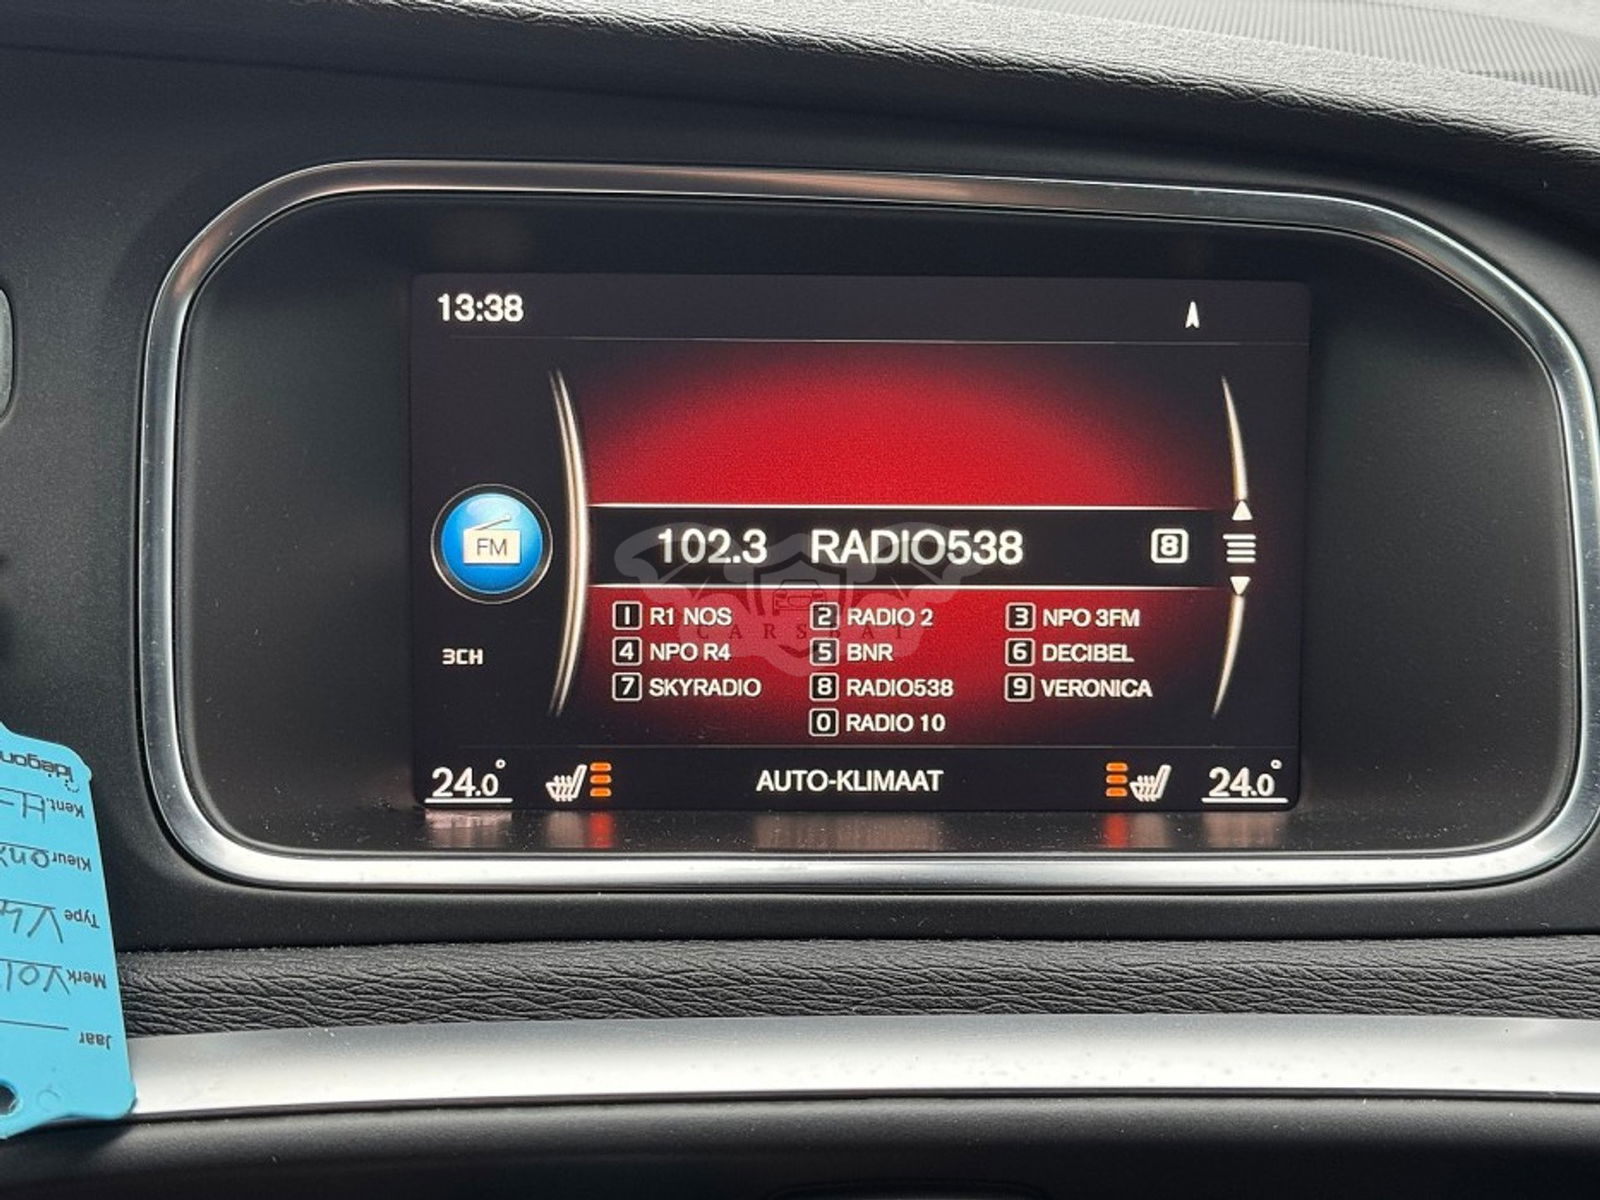 13:38
FM
102.3 RADIO538 8
1 R1 NOS 2 RADIO 2 3 NPO 3FM
CARSBAT
4 NPO R4 5 BNR 6 DECIBEL
3CH
7 SKYRADIO 8 RADIO538 9 VERONICA
0 RADIO 10
24.0° AUTO-KLIMAAT 24.0°
Jaar
Merk
Type
Kleur
Kent.